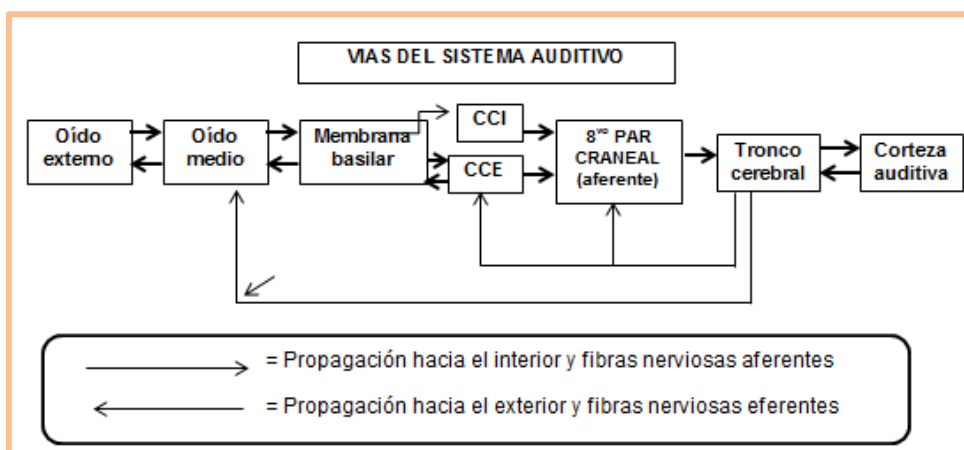 VIAS DEL SISTEMA AUDITIVO
Oído
externo
Oído
medio
Membrana
basilar
CCI
CCE
8vo PAR
CRANEAL
(aferente)
Tronco
cerebral
Corteza
auditiva
= Propagación hacia el interior y fibras nerviosas aferentes
= Propagación hacia el exterior y fibras nerviosas eferentes